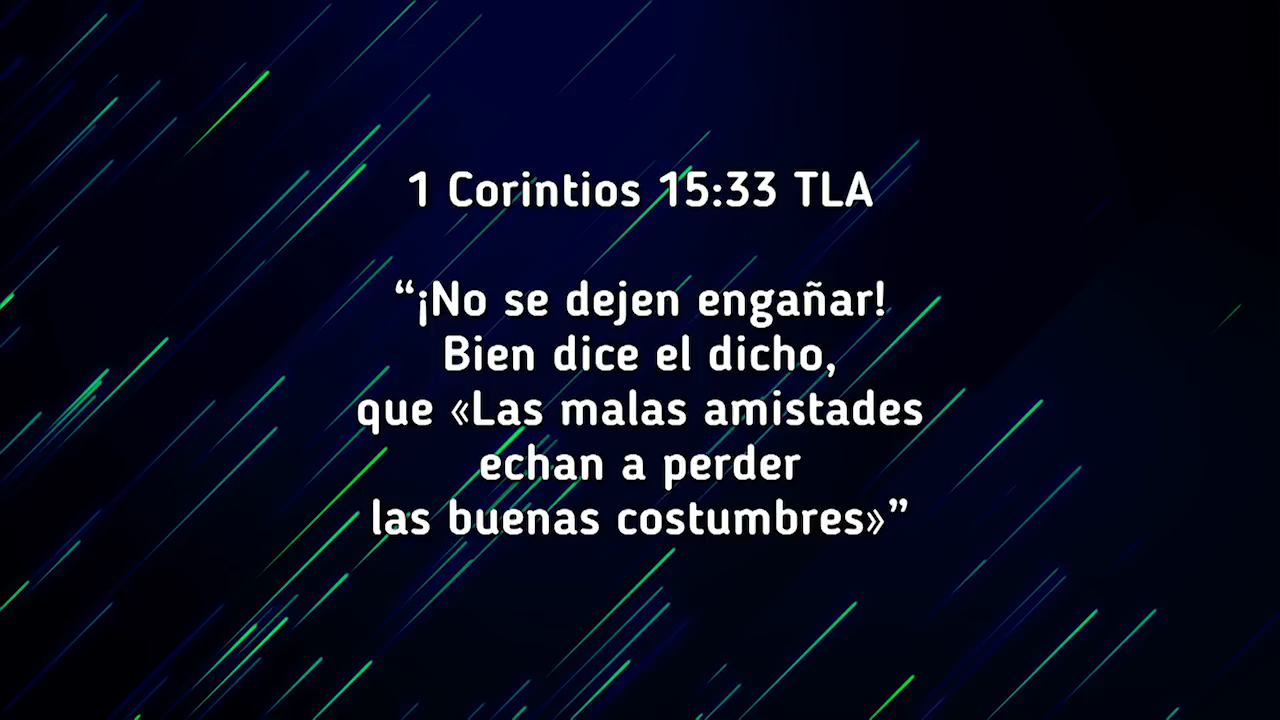 1 Corintios 15:33 TLA
“¡No se dejen engañar!
Bien dice el dicho,
que «Las malas amistades
echan a perder
las buenas costumbres»”